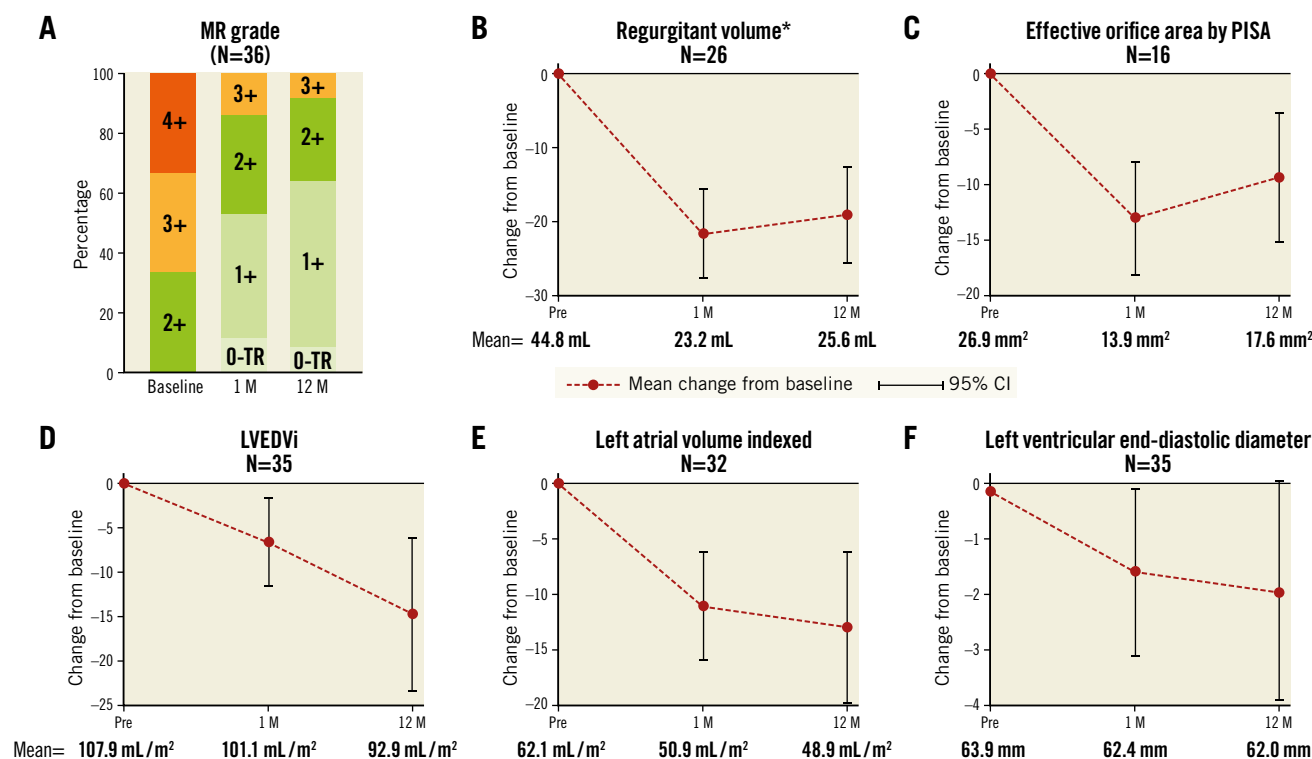 A
MR grade
(N=36)
Percentage
100
80
60
40
20
0
4+
3+
2+
3+
2+
1+
0-TR
3+
2+
1+
0-TR
Baseline 1 M 12 M
B
Regurgitant volume*
N=26
Change from baseline
0
–10
–20
–30
Pre 1 M 12 M
Mean= 44.8 mL 23.2 mL 25.6 mL
C
Effective orifice area by PISA
N=16
Change from baseline
0
–5
–10
–15
–20
Pre 1 M 12 M
26.9 mm² 13.9 mm² 17.6 mm²
Mean change from baseline 95% CI
D
LVEDVi
N=35
Change from baseline
0
–5
–10
–15
–20
–25
Pre 1 M 12 M
Mean= 107.9 mL/m² 101.1 mL/m² 92.9 mL/m²
E
Left atrial volume indexed
N=32
Change from baseline
0
–5
–10
–15
–20
Pre 1 M 12 M
62.1 mL/m² 50.9 mL/m² 48.9 mL/m²
F
Left ventricular end-diastolic diameter
N=35
Change from baseline
0
–1
–2
–3
–4
Pre 1 M 12 M
63.9 mm 62.4 mm 62.0 mm